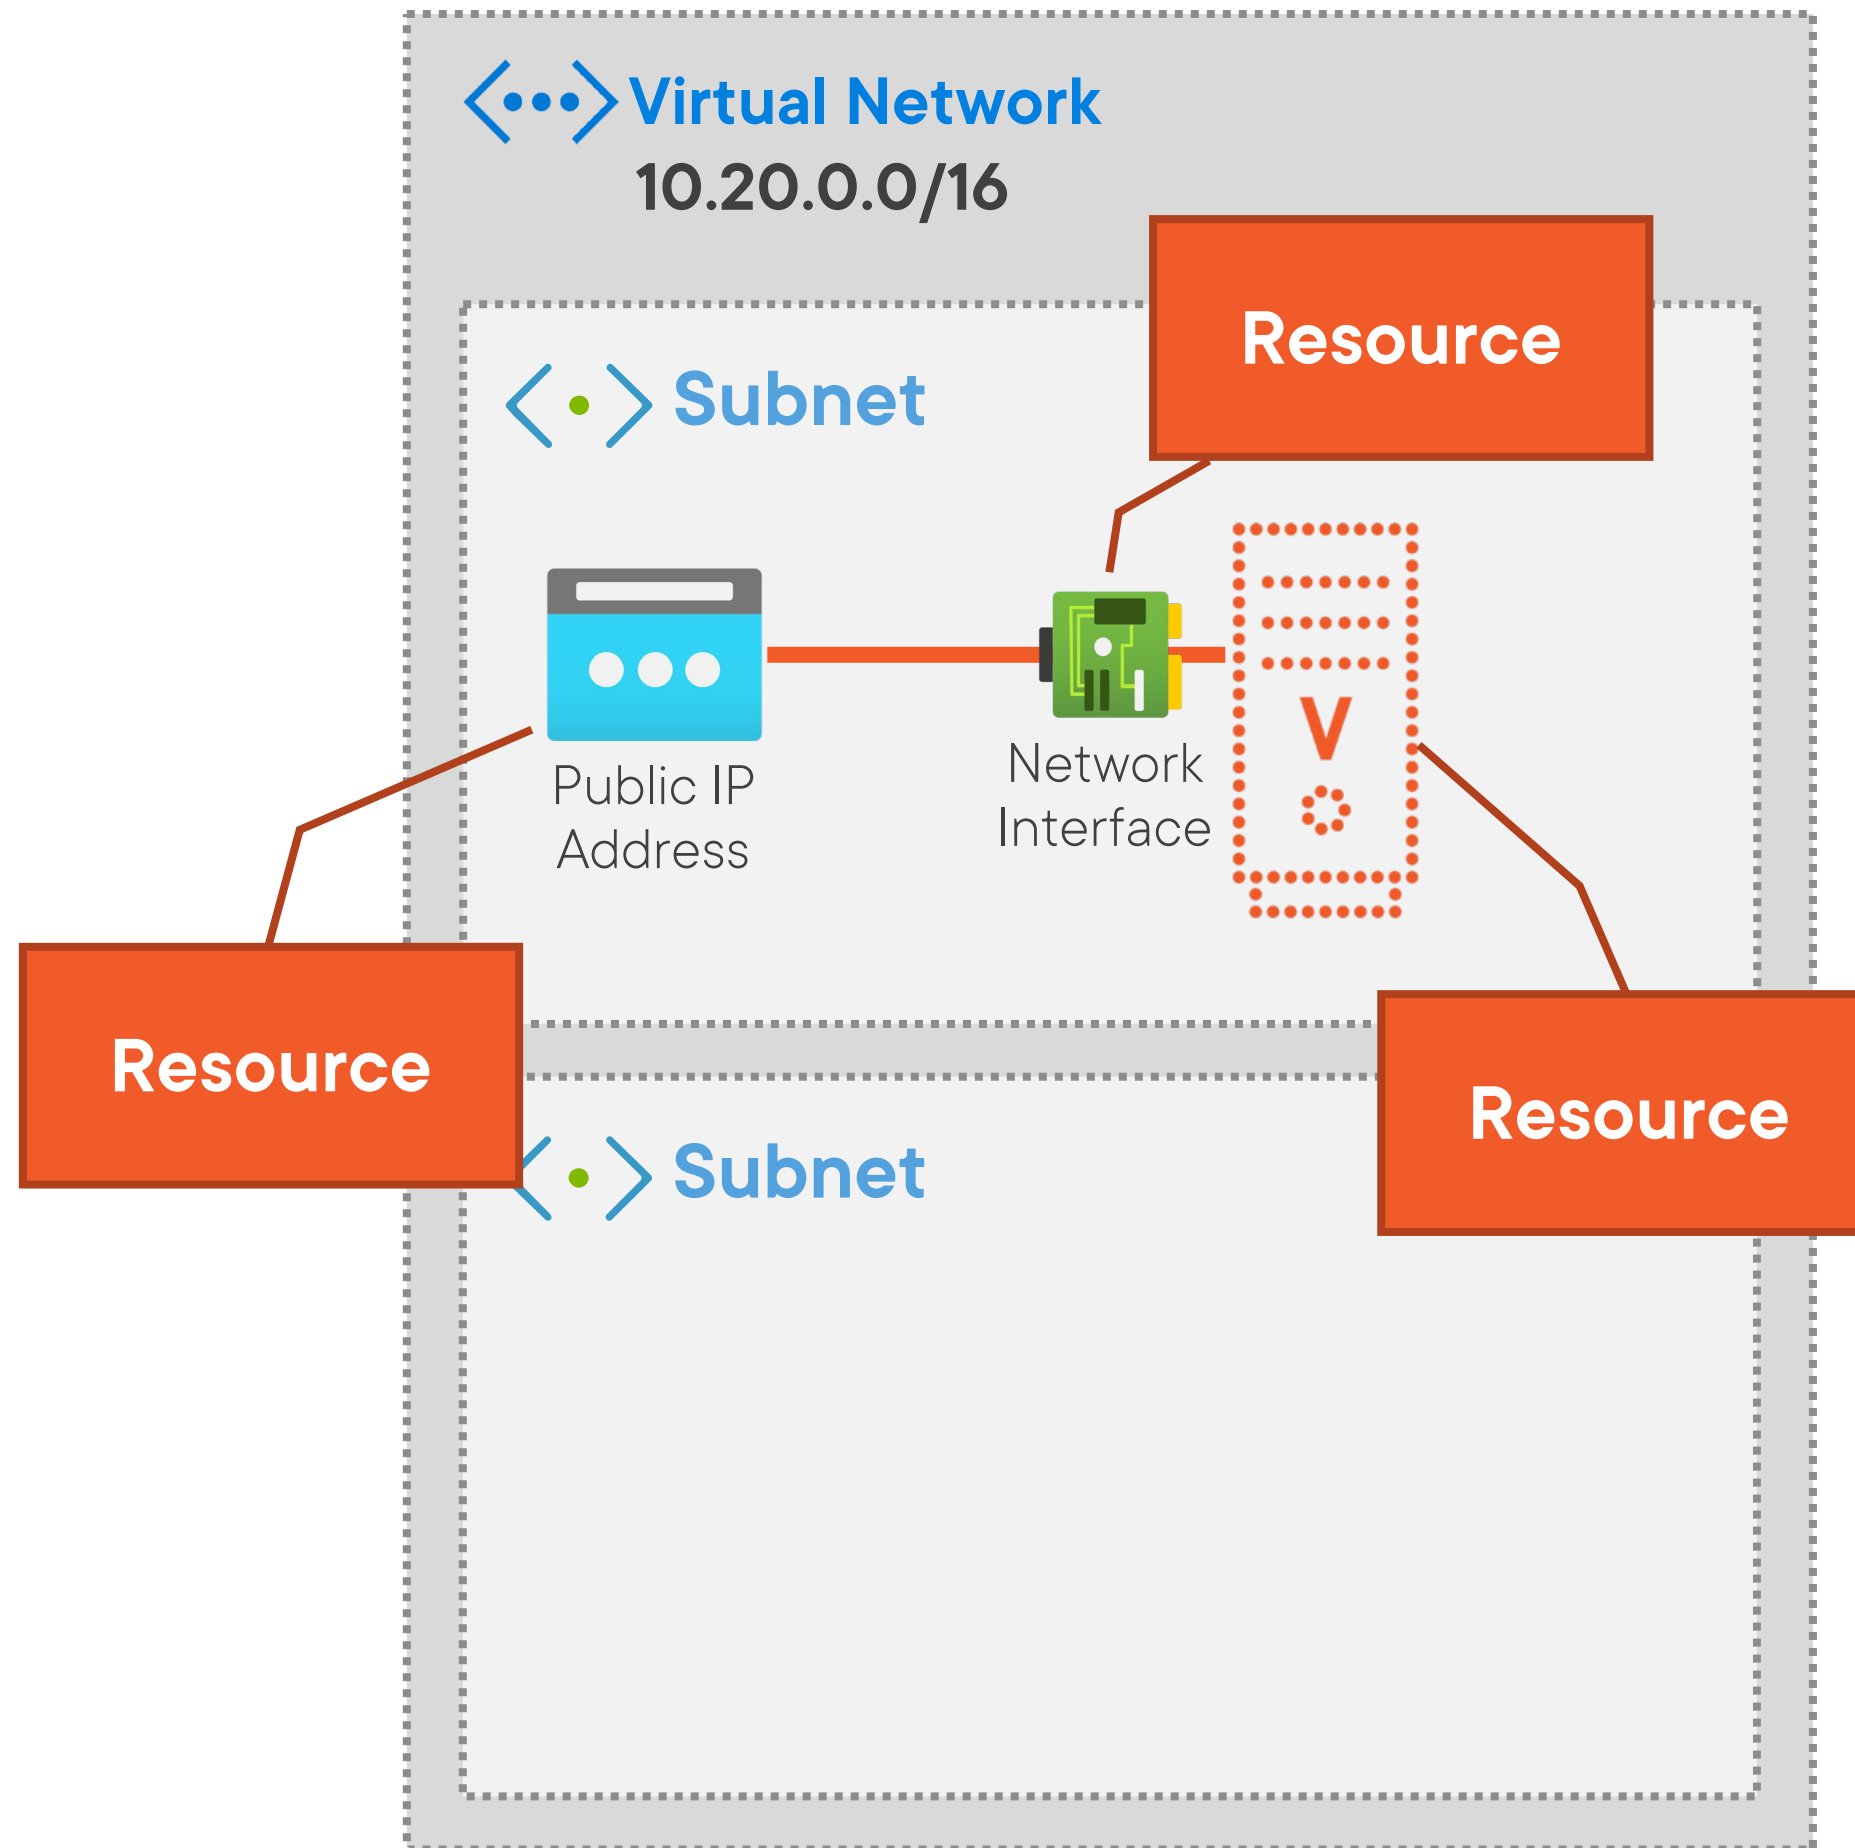 Virtual Network
10.20.0.0/16
Resource
Subnet
V
Public IP
Address
Network
Interface
Resource
Resource
Subnet